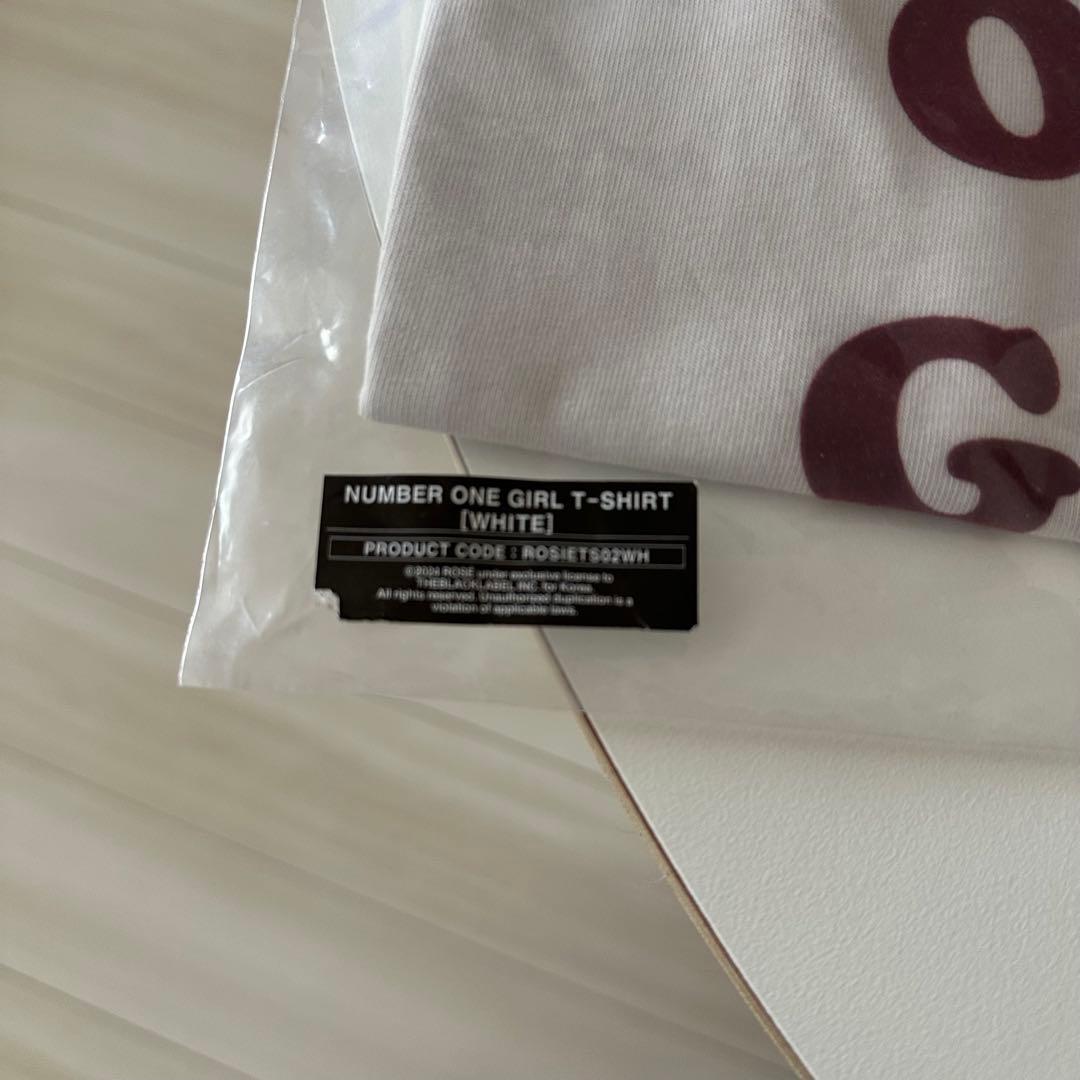 O
G
NUMBER ONE GIRL T-SHIRT
[WHITE]
PRODUCT CODE : ROSIETS02WH
©2024 ROSÉ under exclusive license to
THEBLACKLABEL INC. for Korea.
All rights reserved. Unauthorized duplication is a
violation of applicable laws.